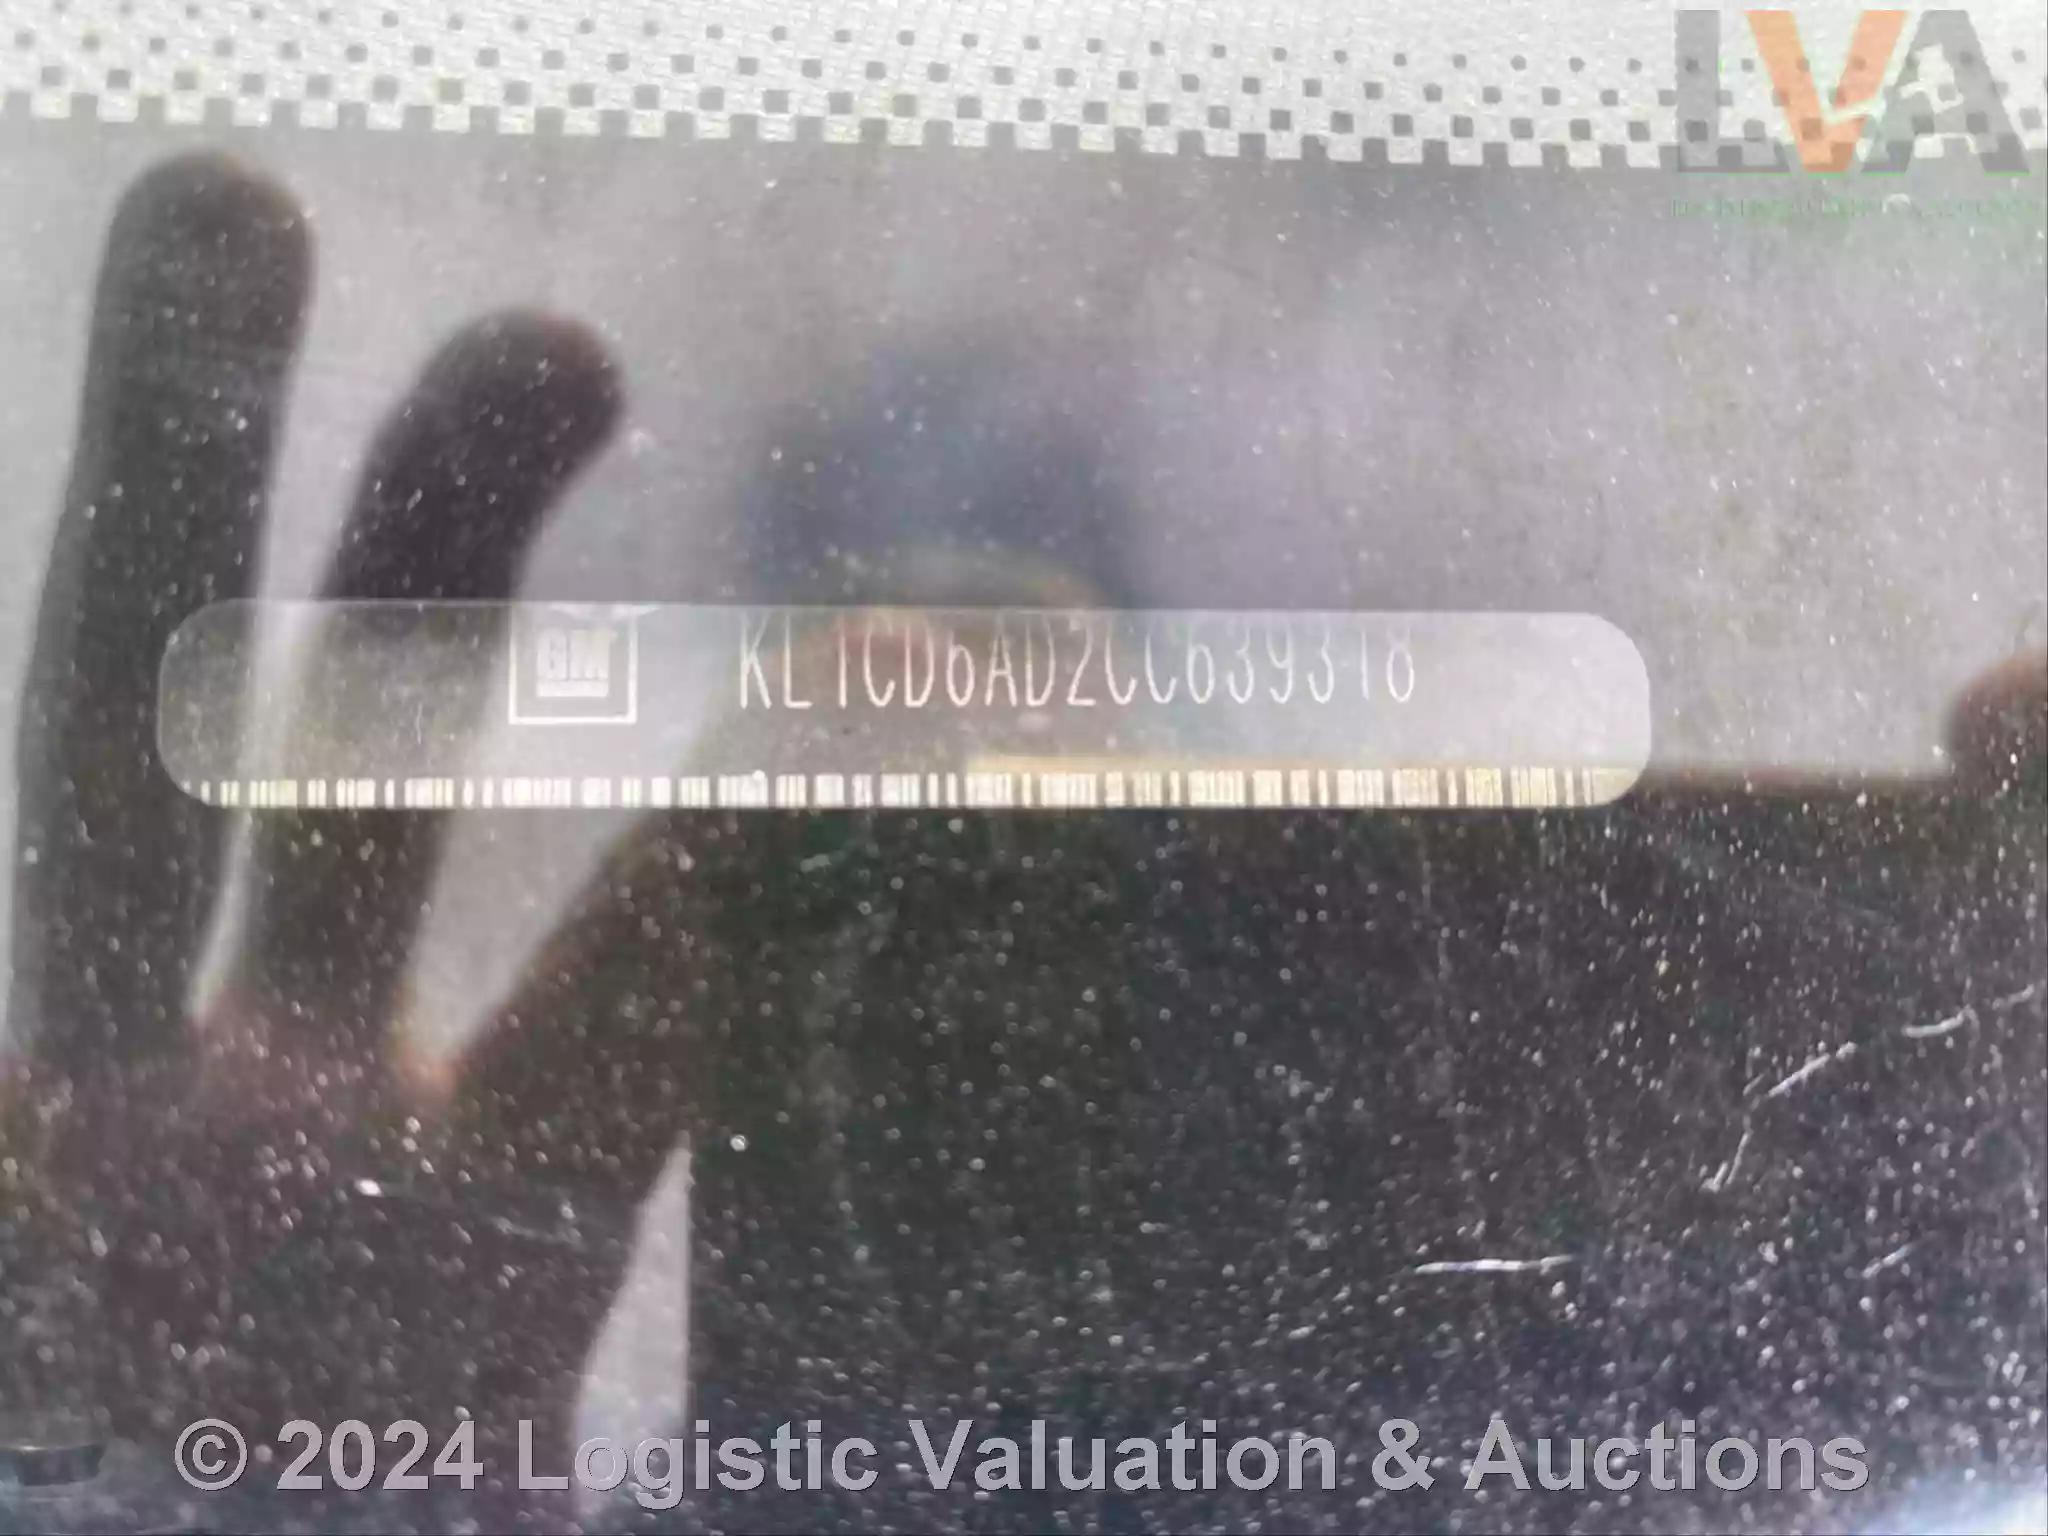 LVA
GM
KL1CD6AD2CC639318
© 2024 Logistic Valuation & Auctions